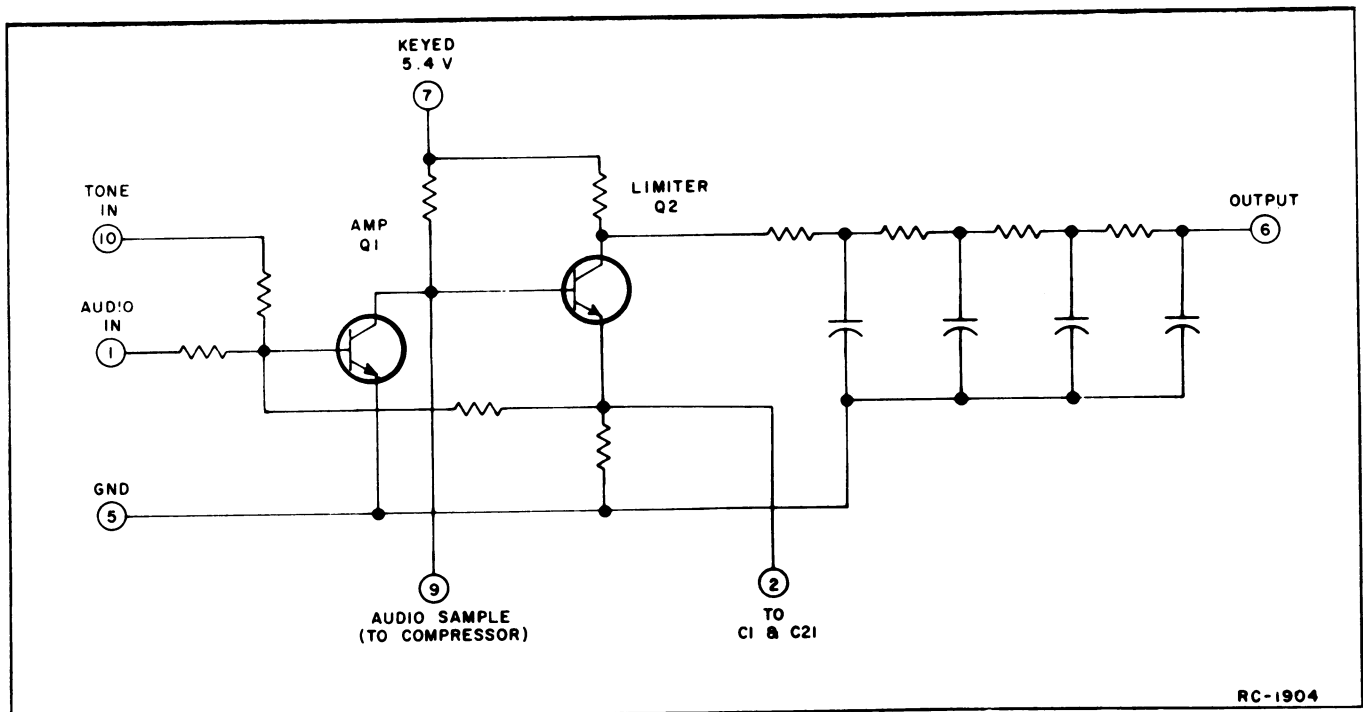 KEYED
5.4 V
7
TONE
IN
10
AMP
Q1
LIMITER
Q2
OUTPUT
6
AUDIO
IN
1
GND
5
9
AUDIO SAMPLE
(TO COMPRESSOR)
2
TO
C1 & C21
RC-1904